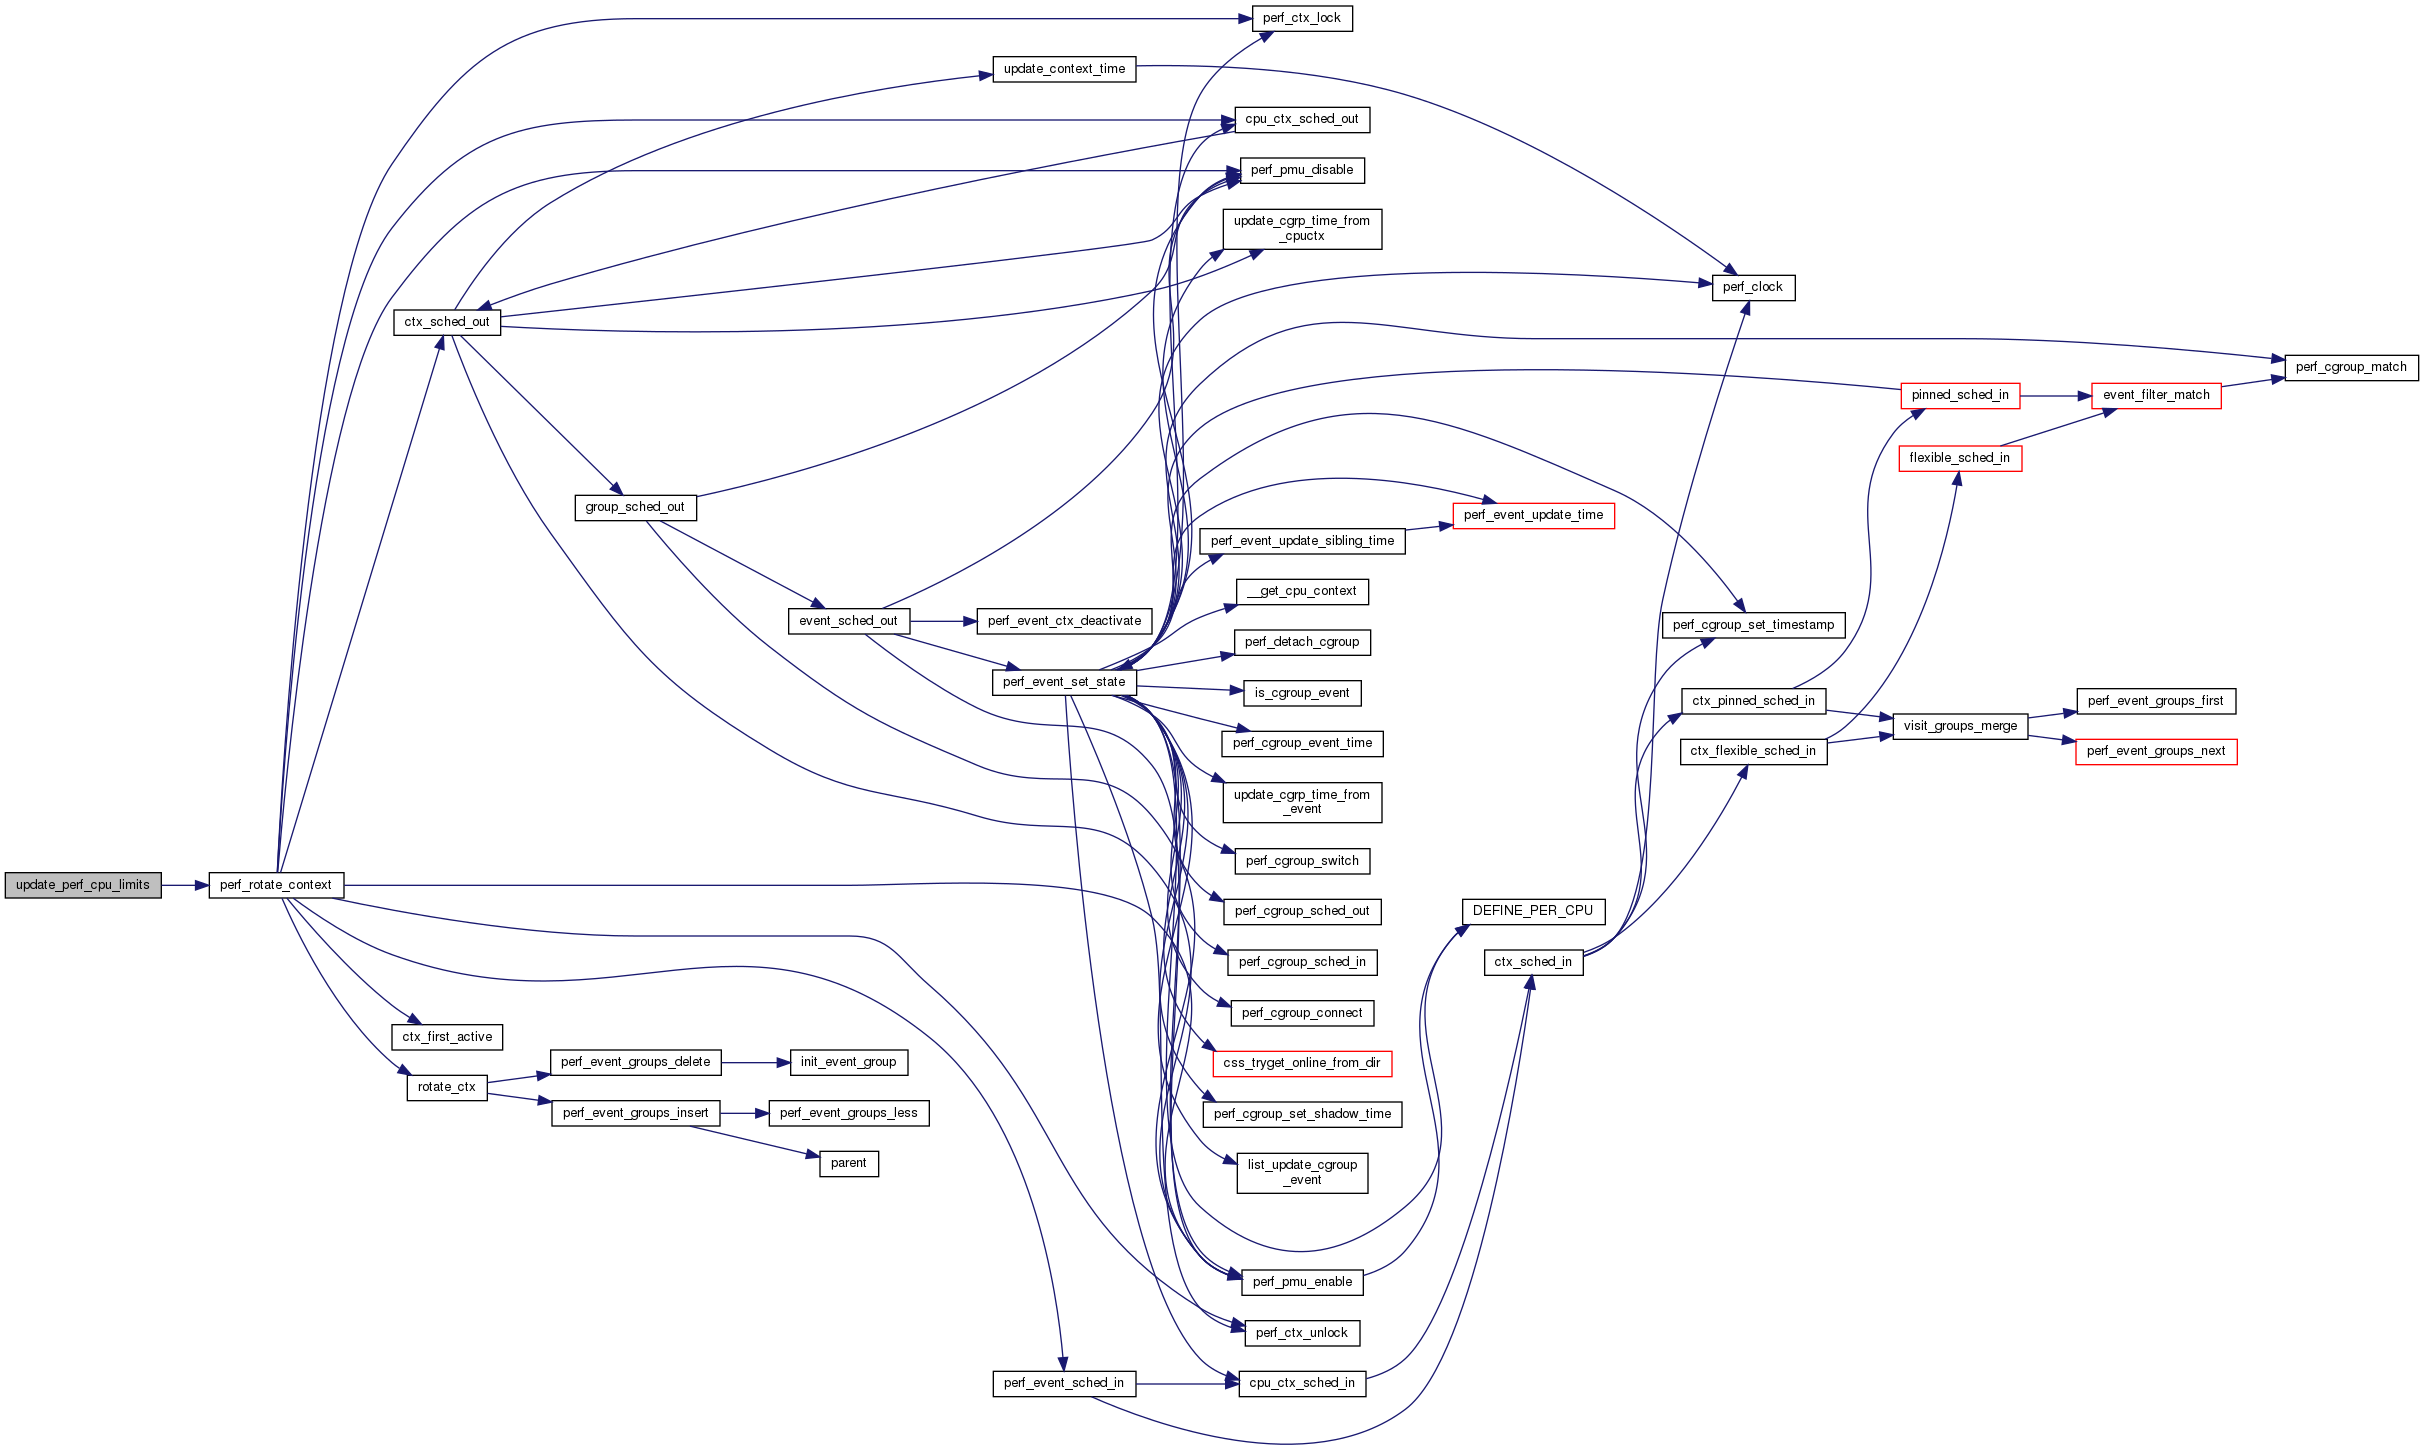 perf_ctx_lock
update_context_time
cpu_ctx_sched_out
perf_pmu_disable
update_cgrp_time_from
_cpuctx
perf_clock
ctx_sched_out
perf_cgroup_match
pinned_sched_in
event_filter_match
flexible_sched_in
group_sched_out
perf_event_update_time
perf_event_update_sibling_time
__get_cpu_context
event_sched_out
perf_event_ctx_deactivate
perf_cgroup_set_timestamp
perf_detach_cgroup
perf_event_set_state
is_cgroup_event
ctx_pinned_sched_in
perf_event_groups_first
visit_groups_merge
perf_cgroup_event_time
ctx_flexible_sched_in
perf_event_groups_next
update_cgrp_time_from
_event
perf_cgroup_switch
update_perf_cpu_limits
perf_rotate_context
perf_cgroup_sched_out
DEFINE_PER_CPU
perf_cgroup_sched_in
ctx_sched_in
perf_cgroup_connect
ctx_first_active
perf_event_groups_delete
init_event_group
css_tryget_online_from_dir
rotate_ctx
perf_event_groups_insert
perf_event_groups_less
perf_cgroup_set_shadow_time
parent
list_update_cgroup
_event
perf_pmu_enable
perf_ctx_unlock
perf_event_sched_in
cpu_ctx_sched_in